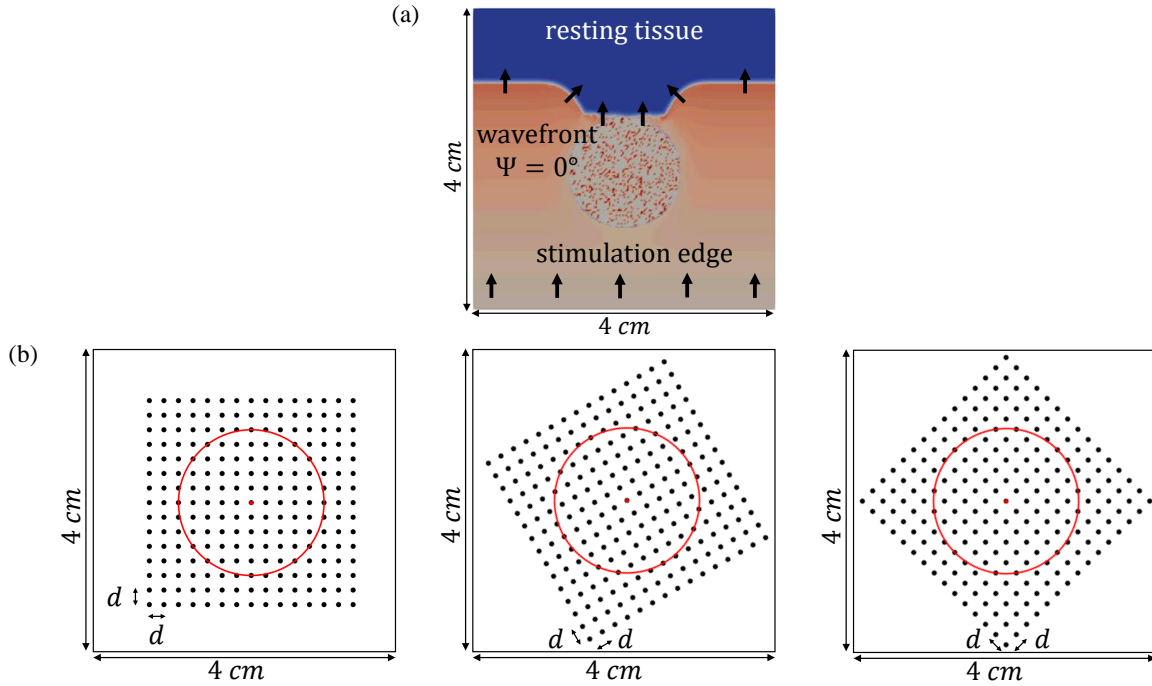 (a)
resting tissue
wavefront
Ψ = 0°
stimulation edge
4 cm
4 cm
(b)
4 cm
d
d
4 cm
4 cm
d
d
4 cm
4 cm
d
d
4 cm